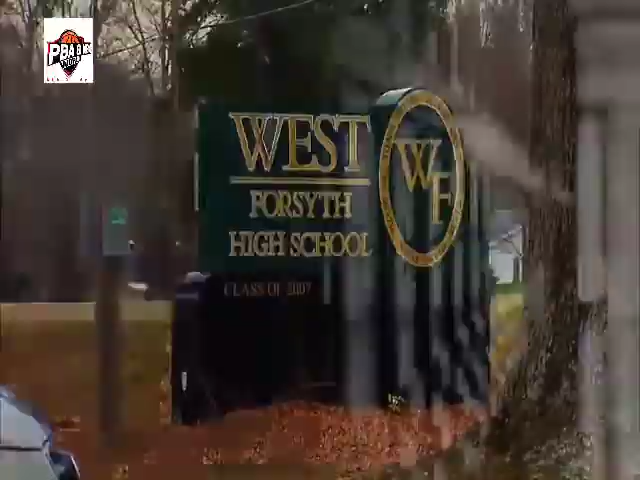 WEST
FORSYTH
HIGH SCHOOL
CLASS OF 2007
WF